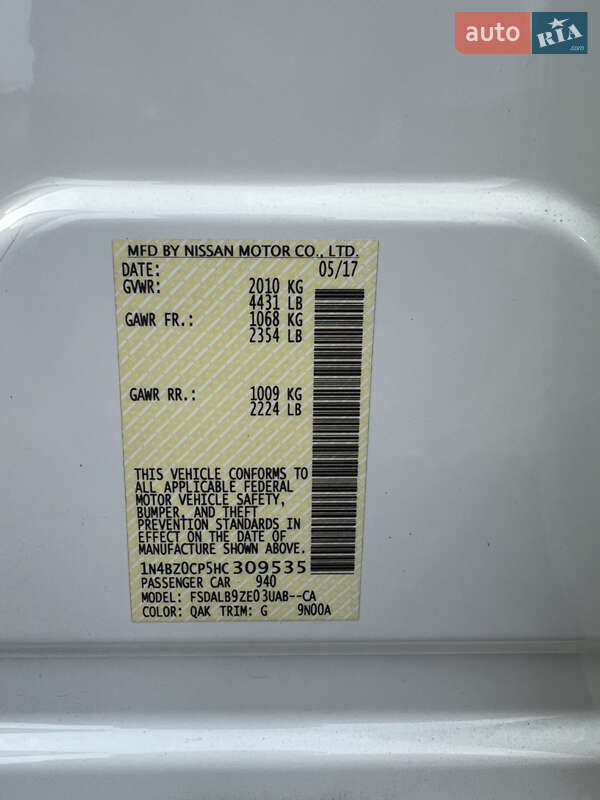 auto RIA.com
MFD BY NISSAN MOTOR CO., LTD.
DATE: 05/17
GVWR: 2010 KG
4431 LB
GAWR FR.: 1068 KG
2354 LB
GAWR RR.: 1009 KG
2224 LB
THIS VEHICLE CONFORMS TO
ALL APPLICABLE FEDERAL
MOTOR VEHICLE SAFETY,
BUMPER, AND THEFT
PREVENTION STANDARDS IN
EFFECT ON THE DATE OF
MANUFACTURE SHOWN ABOVE.
1N4BZ0CP5HC 309535
PASSENGER CAR 940
MODEL: FSDALB9ZE03UAB--CA
COLOR: QAK TRIM: G 9N00A